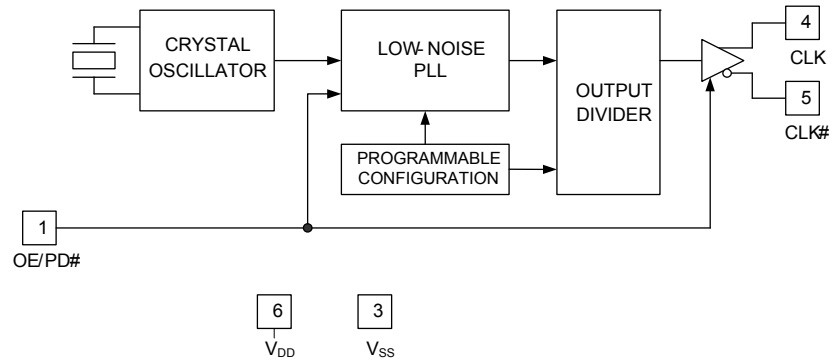 CRYSTAL
OSCILLATOR
LOW-NOISE
PLL
OUTPUT
DIVIDER
PROGRAMMABLE
CONFIGURATION
4
CLK
5
CLK#
1
OE/PD#
6
VDD
3
VSS